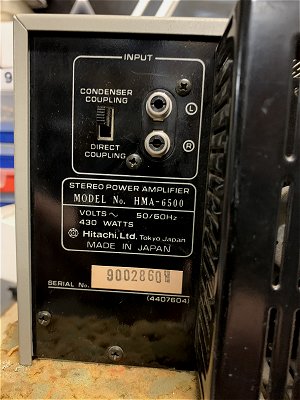 INPUT
CONDENSER
COUPLING
L
DIRECT
COUPLING
R
STEREO POWER AMPLIFIER
MODEL No. HMA-6500
VOLTS ~ 50/60Hz
430 WATTS
Hitachi, Ltd. Tokyo Japan
MADE IN JAPAN
SERIAL No.
(4407604)